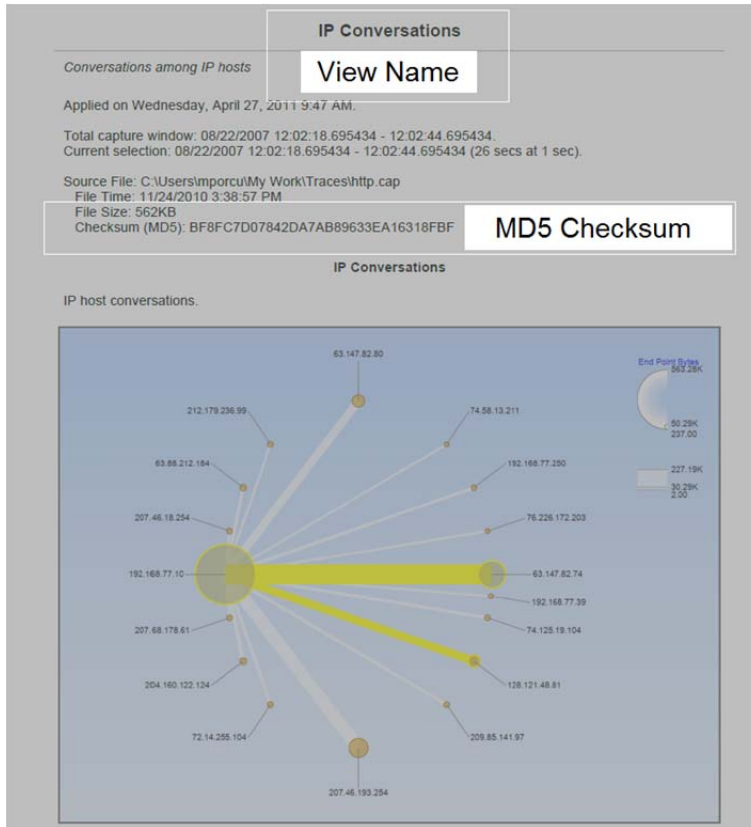 IP Conversations
View Name
Conversations among IP hosts
Applied on Wednesday, April 27, 2011 9:47 AM.
Total capture window: 08/22/2007 12:02:18.695434 - 12:02:44.695434.
Current selection: 08/22/2007 12:02:18.695434 - 12:02:44.695434 (26 secs at 1 sec).
Source File: C:\Users\mporcu\My Work\Traces\http.cap
File Time: 11/24/2010 3:38:57 PM
File Size: 562KB
Checksum (MD5): BF8FC7D07842DA7AB89633EA16318FBF
MD5 Checksum
IP Conversations
IP host conversations.
63.147.82.80
End Point Bytes
563.28K
50.29K
237.00
212.179.236.99
74.58.13.211
63.88.212.184
192.168.77.250
227.19K
30.29K
2.00
207.46.18.254
76.226.172.203
192.168.77.10
63.147.82.74
192.168.77.39
207.68.178.61
74.125.19.104
204.160.122.124
128.121.48.81
72.14.255.104
209.85.141.97
207.46.193.254